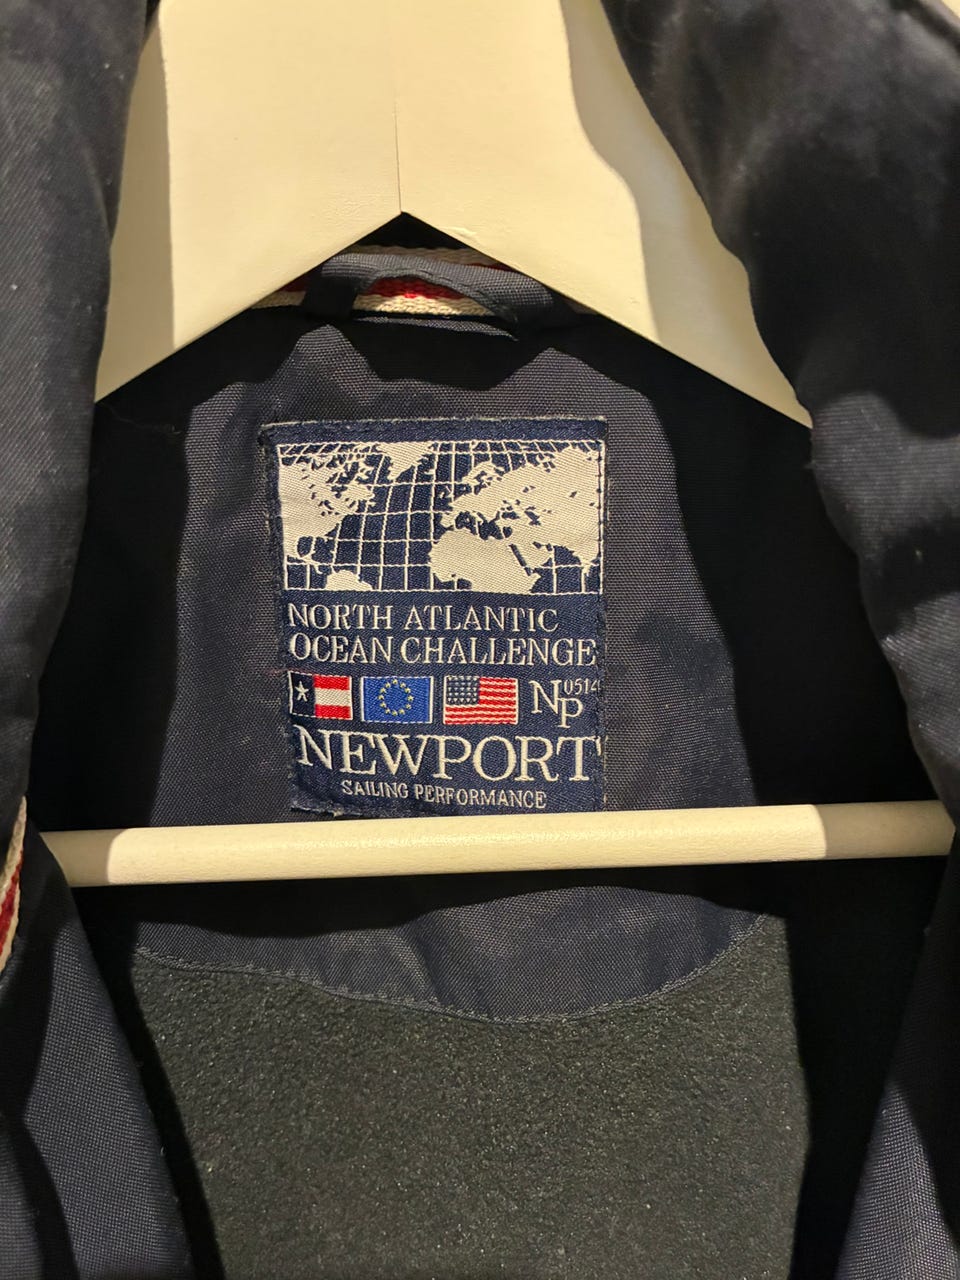 NORTH ATLANTIC
OCEAN CHALLENGE
NP 0514
NEWPORT
SAILING PERFORMANCE